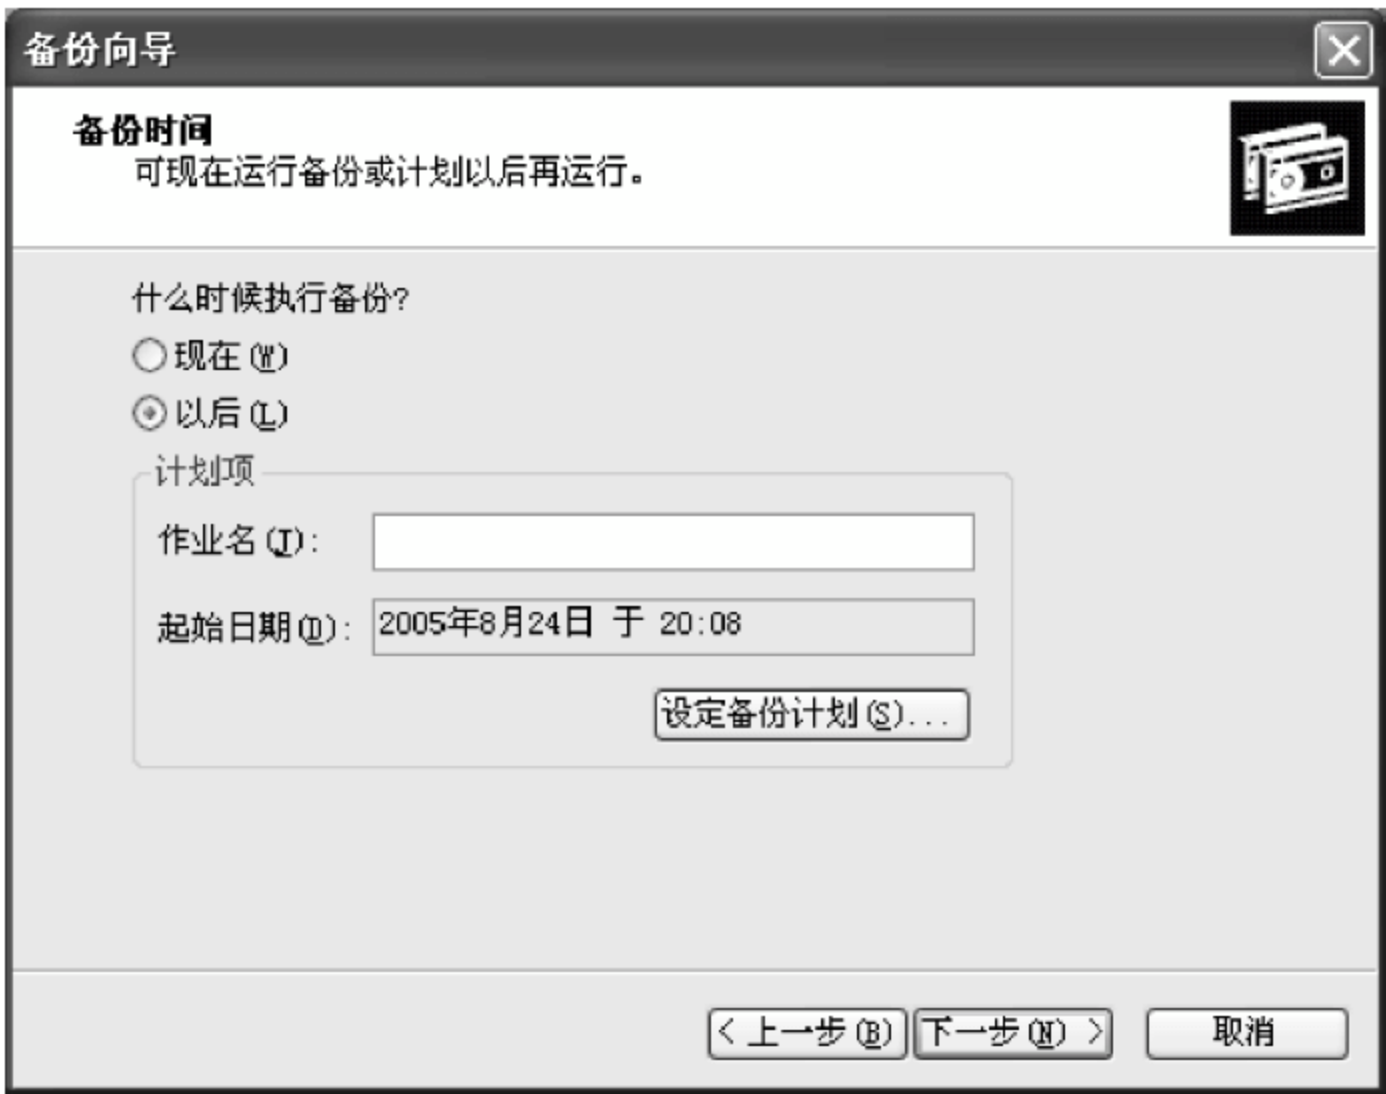 备份向导
备份时间
可现在运行备份或计划以后再运行。
什么时候执行备份?
现在(W)
以后(L)
计划项
作业名(J):
起始日期(D): 2005年8月24日 于 20:08
设定备份计划(S)...
< 上一步(B) 下一步(N) > 取消